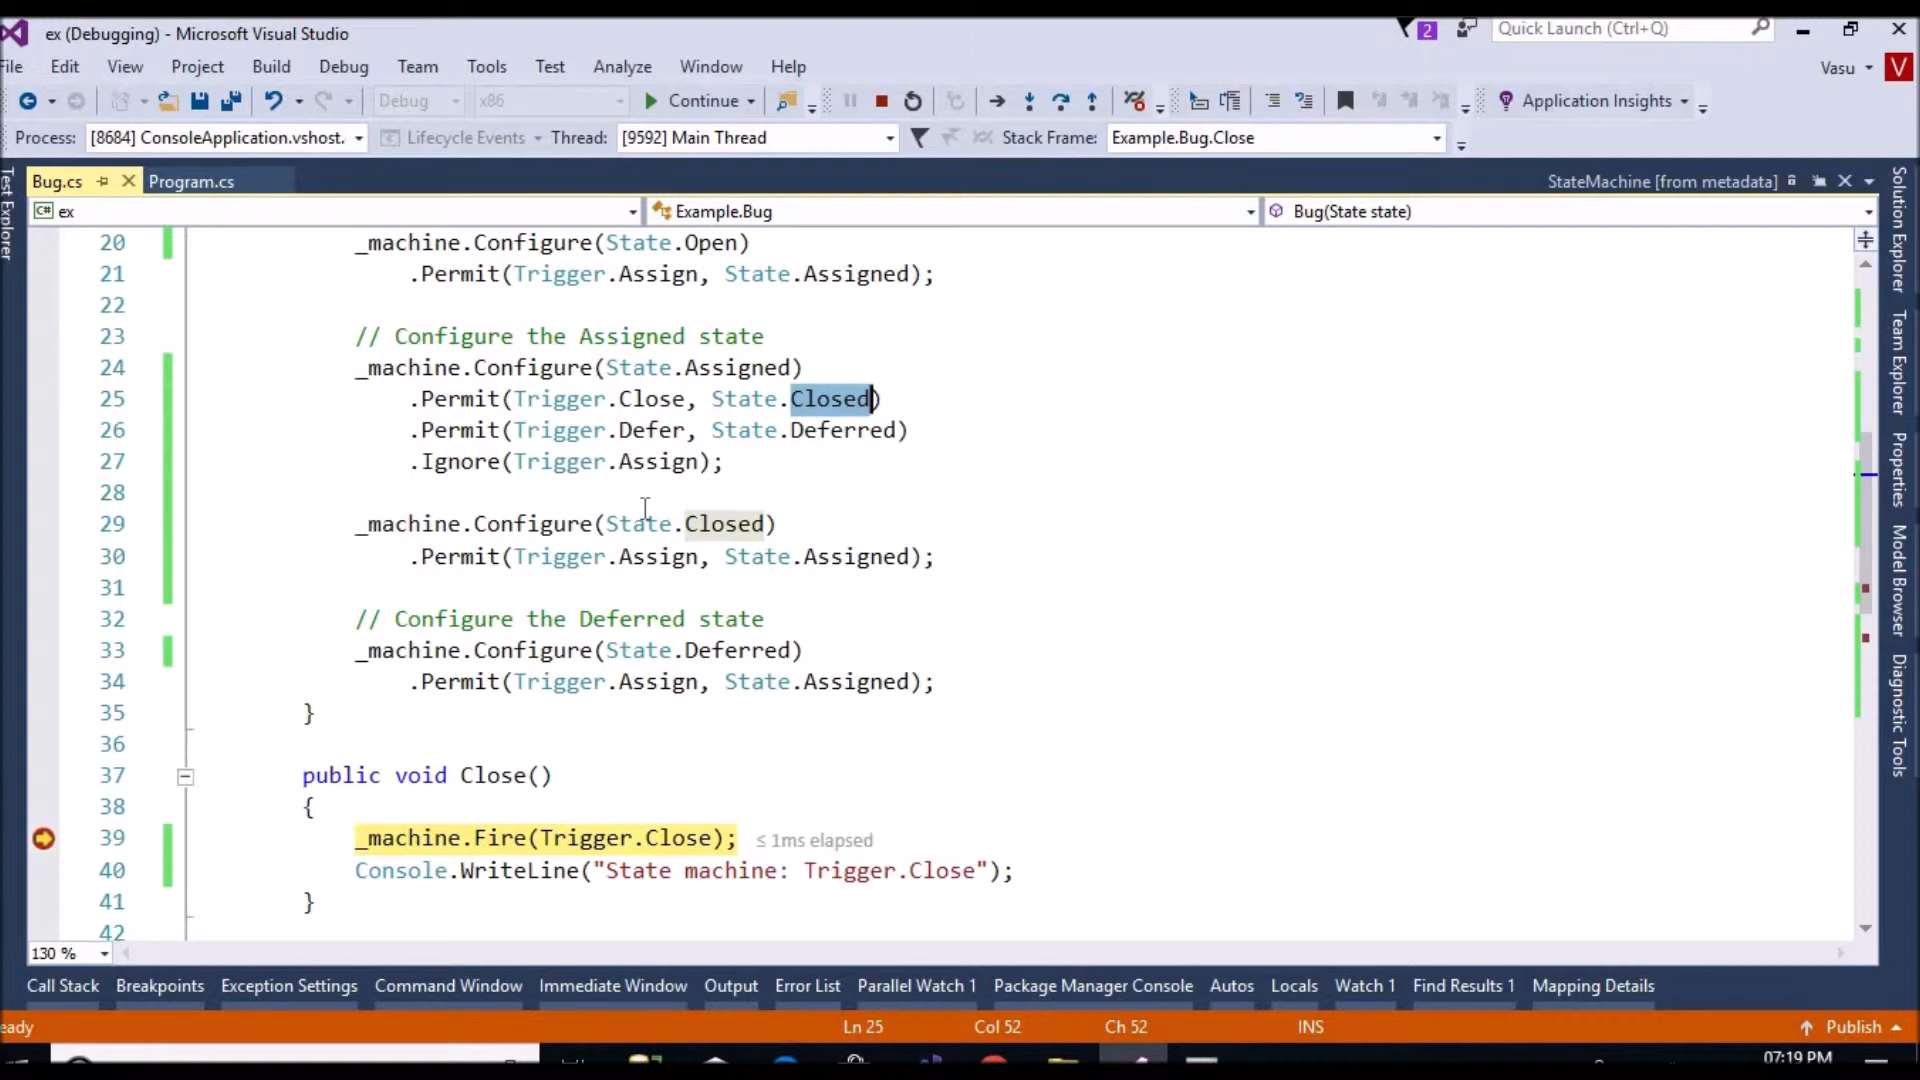 ex (Debugging) - Microsoft Visual Studio
2
Quick Launch (Ctrl+Q)
File Edit View Project Build Debug Team Tools Test Analyze Window Help
Vasu
V
Debug x86 Continue Application Insights
Process: [8684] ConsoleApplication.vshost. Lifecycle Events Thread: [9592] Main Thread Stack Frame: Example.Bug.Close
Bug.cs Program.cs StateMachine [from metadata]
C# ex Example.Bug Bug(State state)
20 _machine.Configure(State.Open)
21 .Permit(Trigger.Assign, State.Assigned);
22
23 // Configure the Assigned state
24 _machine.Configure(State.Assigned)
25 .Permit(Trigger.Close, State.Closed)
26 .Permit(Trigger.Defer, State.Deferred)
27 .Ignore(Trigger.Assign);
28
29 _machine.Configure(State.Closed)
30 .Permit(Trigger.Assign, State.Assigned);
31
32 // Configure the Deferred state
33 _machine.Configure(State.Deferred)
34 .Permit(Trigger.Assign, State.Assigned);
35 }
36
37 public void Close()
38 {
39 _machine.Fire(Trigger.Close); ≤ 1ms elapsed
40 Console.WriteLine("State machine: Trigger.Close");
41 }
42
130 %
Test Explorer
Solution Explorer
Team Explorer
Properties
Model Browser
Diagnostic Tools
Call Stack Breakpoints Exception Settings Command Window Immediate Window Output Error List Parallel Watch 1 Package Manager Console Autos Locals Watch 1 Find Results 1 Mapping Details
eady Ln 25 Col 52 Ch 52 INS Publish
07:19 PM